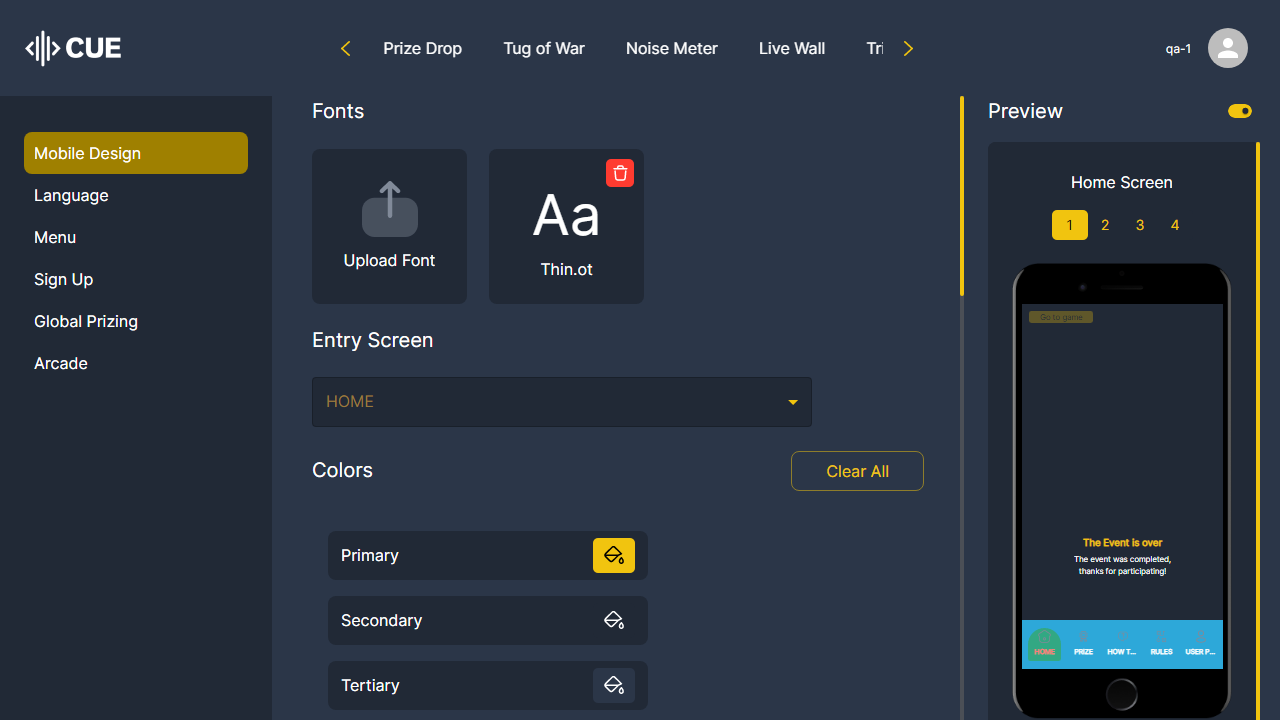 CUE
Prize Drop
Tug of War
Noise Meter
Live Wall
Tri
qa-1
Mobile Design
Language
Menu
Sign Up
Global Prizing
Arcade
Fonts
Upload Font
Aa
Thin.ot
Entry Screen
HOME
Colors
Clear All
Primary
Secondary
Tertiary
Preview
Home Screen
1 2 3 4
Go to game
The Event is over
The event was completed,
thanks for participating!
HOME PRIZE HOW T... RULES USER P...